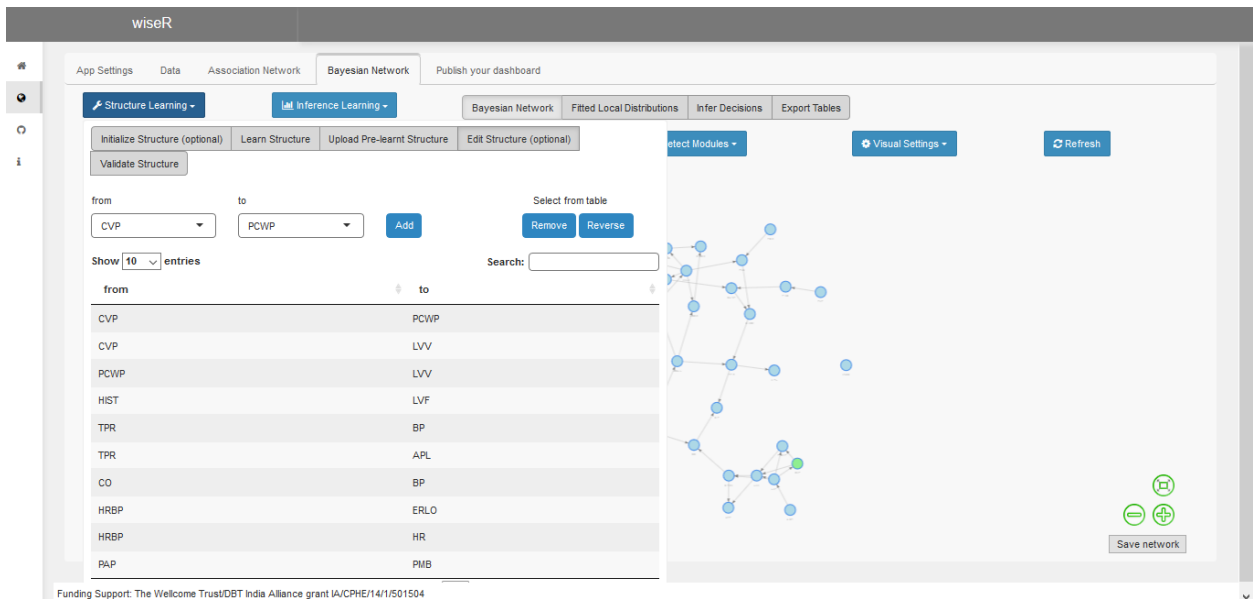 wiseR
App Settings Data Association Network Bayesian Network Publish your dashboard
Structure Learning Inference Learning Bayesian Network Fitted Local Distributions Infer Decisions Export Tables
Initialize Structure (optional) Learn Structure Upload Pre-learnt Structure Edit Structure (optional) etect Modules Visual Settings Refresh
Validate Structure
from to Select from table
CVP PCWP Add Remove Reverse
Show 10 entries Search:
from to
CVP PCWP
CVP LVV
PCWP LVV
HIST LVF
TPR BP
TPR APL
CO BP
HRBP ERLO
HRBP HR
PAP PMB
Save network
Funding Support: The Wellcome Trust/DBT India Alliance grant IA/CPHE/14/1/501504